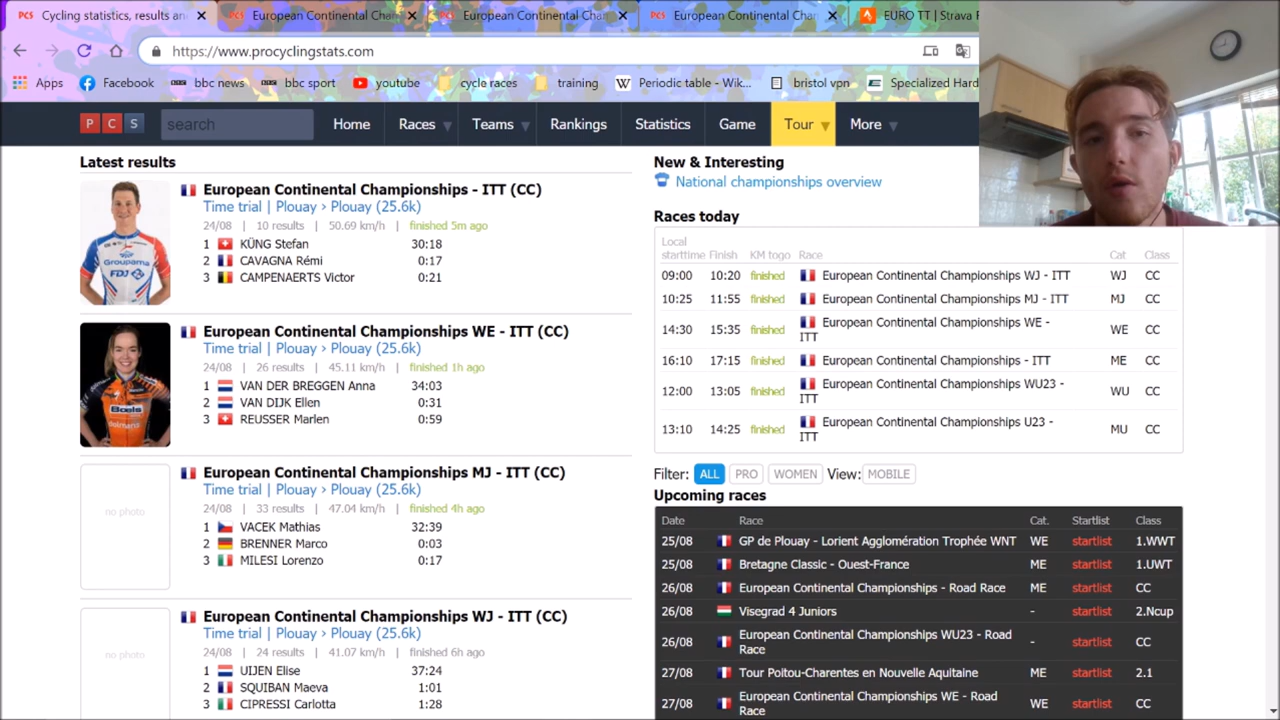 PCS Cycling statistics, results an
European Continental Cham
PCS European Continental Cham
PCS European Continental Cham
EURO TT | Strava R
https://www.procyclingstats.com
Apps Facebook bbc news bbc sport youtube cycle races training Periodic table - Wik... bristol vpn Specialized Hard
P C S search Home Races Teams Rankings Statistics Game Tour More
Latest results
European Continental Championships - ITT (CC)
Time trial | Plouay › Plouay (25.6k)
24/08 | 10 results | 50.69 km/h | finished 5m ago
1 KÜNG Stefan 30:18
2 CAVAGNA Rémi 0:17
3 CAMPENAERTS Victor 0:21
European Continental Championships WE - ITT (CC)
Time trial | Plouay › Plouay (25.6k)
24/08 | 26 results | 45.11 km/h | finished 1h ago
1 VAN DER BREGGEN Anna 34:03
2 VAN DIJK Ellen 0:31
3 REUSSER Marlen 0:59
no photo
European Continental Championships MJ - ITT (CC)
Time trial | Plouay › Plouay (25.6k)
24/08 | 33 results | 47.04 km/h | finished 4h ago
1 VACEK Mathias 32:39
2 BRENNER Marco 0:03
3 MILESI Lorenzo 0:17
no photo
European Continental Championships WJ - ITT (CC)
Time trial | Plouay › Plouay (25.6k)
24/08 | 24 results | 41.07 km/h | finished 6h ago
1 UIJEN Elise 37:24
2 SQUIBAN Maeva 1:01
3 CIPRESSI Carlotta 1:28
New & Interesting
National championships overview
Races today
Local
starttime Finish KM togo Race Cat Class
09:00 10:20 finished European Continental Championships WJ - ITT WJ CC
10:25 11:55 finished European Continental Championships MJ - ITT MJ CC
14:30 15:35 finished European Continental Championships WE - WE CC
ITT
16:10 17:15 finished European Continental Championships - ITT ME CC
12:00 13:05 finished European Continental Championships WU23 - WU CC
ITT
13:10 14:25 finished European Continental Championships U23 - MU CC
ITT
Filter: ALL PRO WOMEN View: MOBILE
Upcoming races
Date Race Cat. Startlist Class
25/08 GP de Plouay - Lorient Agglomération Trophée WNT WE startlist 1.WWT
25/08 Bretagne Classic - Ouest-France ME startlist 1.UWT
26/08 European Continental Championships - Road Race ME startlist CC
26/08 Visegrad 4 Juniors - startlist 2.Ncup
26/08 European Continental Championships WU23 - Road - startlist CC
Race
27/08 Tour Poitou-Charentes en Nouvelle Aquitaine ME startlist 2.1
27/08 European Continental Championships WE - Road WE startlist CC
Race